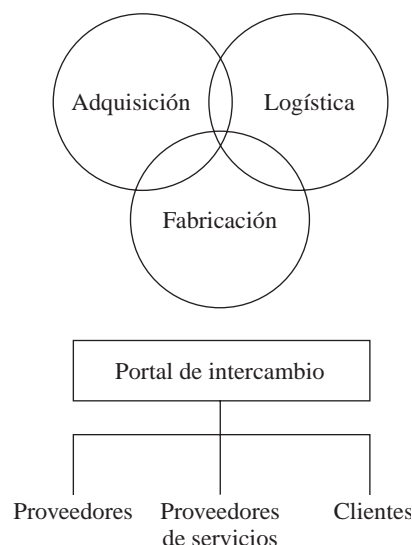 Adquisición Logística
Fabricación
Portal de intercambio
Proveedores Proveedores Clientes
de servicios